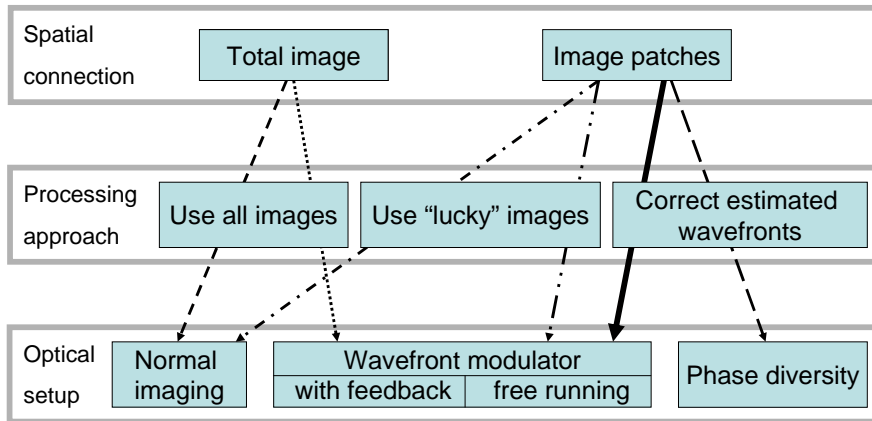 Spatial
connection
Total image
Image patches
Processing
approach
Use all images
Use “lucky” images
Correct estimated
wavefronts
Optical
setup
Normal
imaging
Wavefront modulator
with feedback
free running
Phase diversity